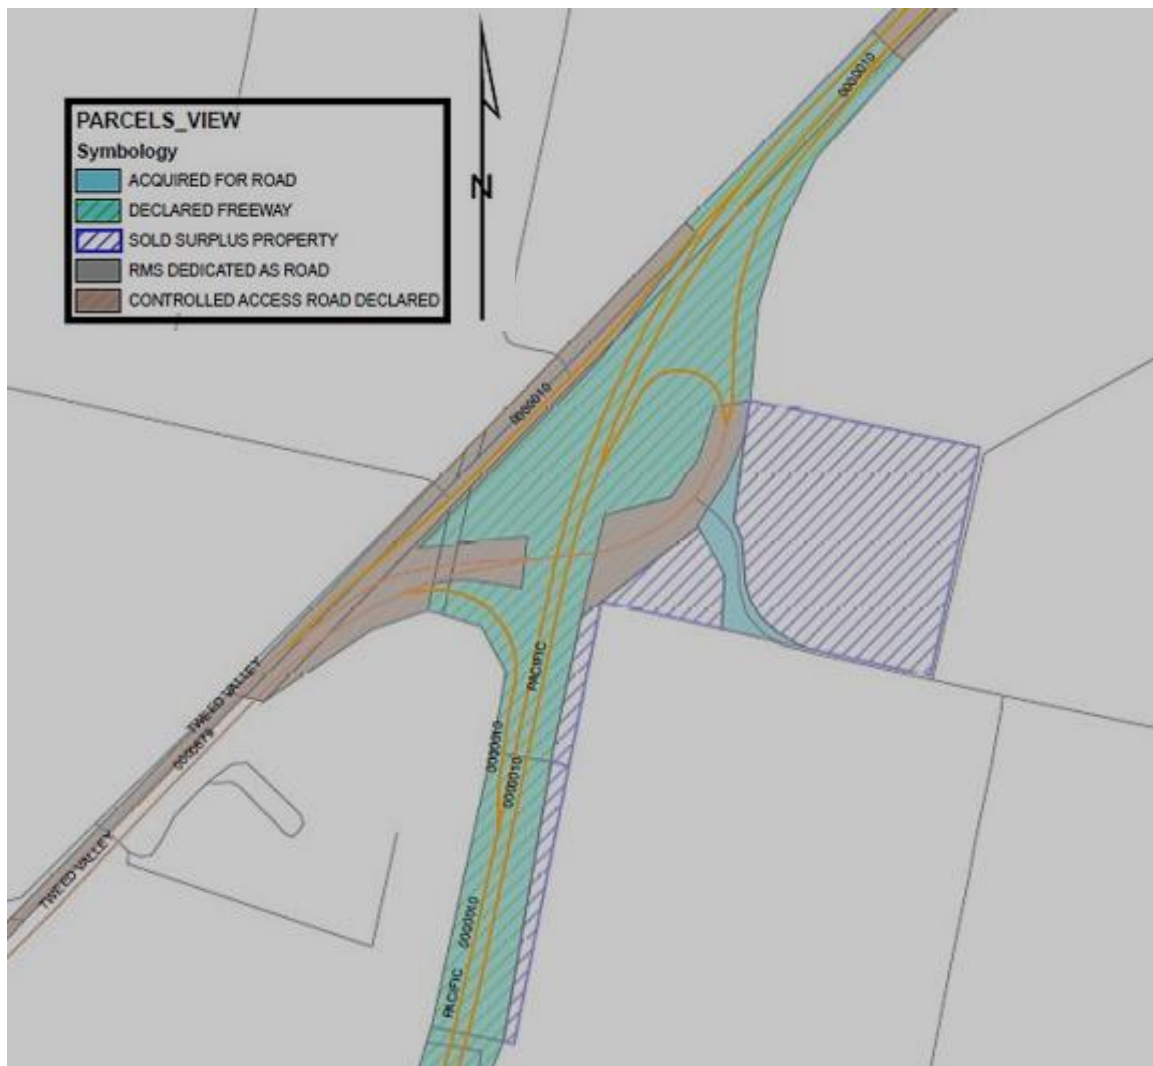 0000010
PARCELS_VIEW
Symbology
ACQUIRED FOR ROAD
DECLARED FREEWAY
SOLD SURPLUS PROPERTY
RMS DEDICATED AS ROAD
CONTROLLED ACCESS ROAD DECLARED
N
0000010
TWEED VALLEY
0000679
PACIFIC
0000010
0000010
TWEED VALLEY
0000010
PACIFIC